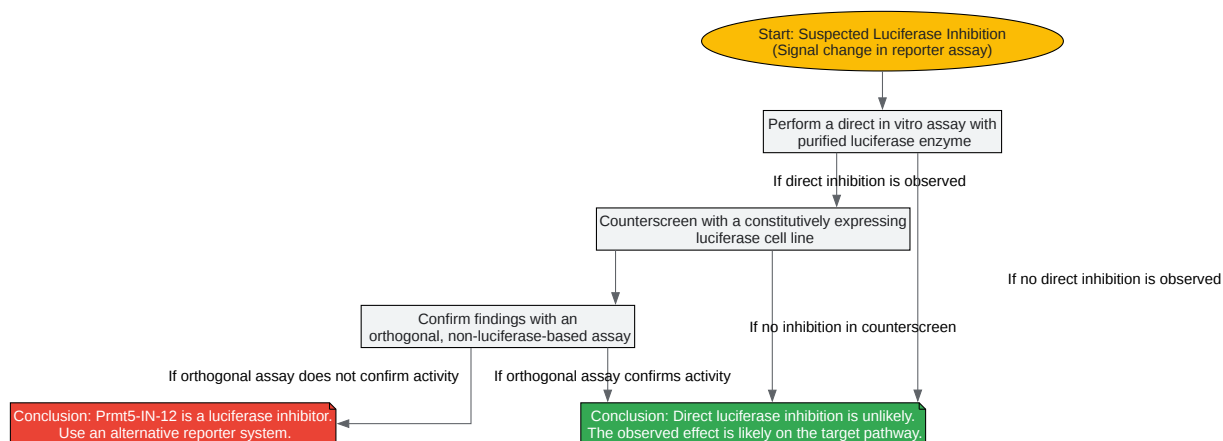 Start: Suspected Luciferase Inhibition
(Signal change in reporter assay)
Perform a direct in vitro assay with
purified luciferase enzyme
If direct inhibition is observed
Counterscreen with a constitutively expressing
luciferase cell line
If no direct inhibition is observed
Confirm findings with an
orthogonal, non-luciferase-based assay
If no inhibition in counterscreen
If orthogonal assay does not confirm activity
If orthogonal assay confirms activity
Conclusion: Prmt5-IN-12 is a luciferase inhibitor.
Use an alternative reporter system.
Conclusion: Direct luciferase inhibition is unlikely.
The observed effect is likely on the target pathway.